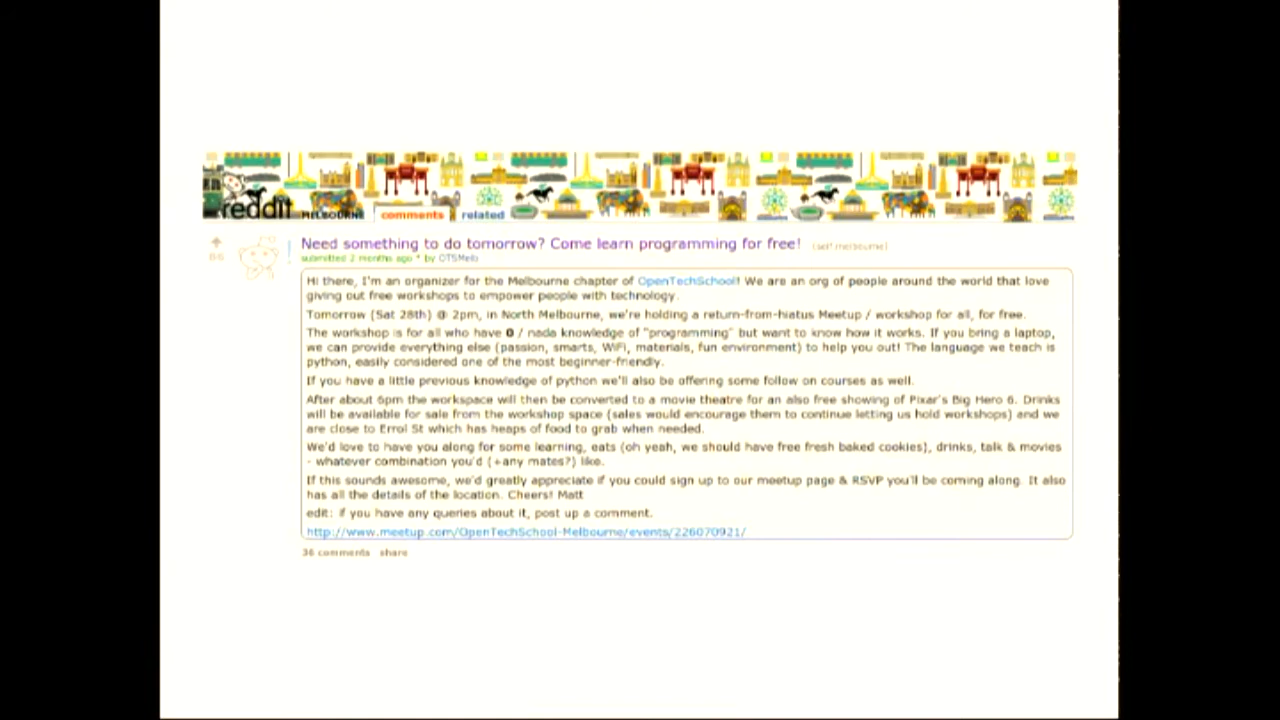 reddit MELBOURNE comments related
Need something to do tomorrow? Come learn programming for free! (self.melbourne)
submitted 2 months ago * by OTSMelb
Hi there, I'm an organizer for the Melbourne chapter of OpenTechSchool! We are an org of people around the world that love
giving out free workshops to empower people with technology.
Tomorrow (Sat 28th) @ 2pm, in North Melbourne, we're holding a return-from-hiatus Meetup / workshop for all, for free.
The workshop is for all who have 0 / nada knowledge of "programming" but want to know how it works. If you bring a laptop,
we can provide everything else (passion, smarts, WiFi, materials, fun environment) to help you out! The language we teach is
python, easily considered one of the most beginner-friendly.
If you have a little previous knowledge of python we'll also be offering some follow on courses as well.
After about 6pm the workspace will then be converted to a movie theatre for an also free showing of Pixar's Big Hero 6. Drinks
will be available for sale from the workshop space (sales would encourage them to continue letting us hold workshops) and we
are close to Errol St which has heaps of food to grab when needed.
We'd love to have you along for some learning, eats (oh yeah, we should have free fresh baked cookies), drinks, talk & movies
- whatever combination you'd (+any mates?) like.
If this sounds awesome, we'd greatly appreciate if you could sign up to our meetup page & RSVP you'll be coming along. It also
has all the details of the location. Cheers! Matt
edit: if you have any queries about it, post up a comment.
http://www.meetup.com/OpenTechSchool-Melbourne/events/226070921/
36 comments share